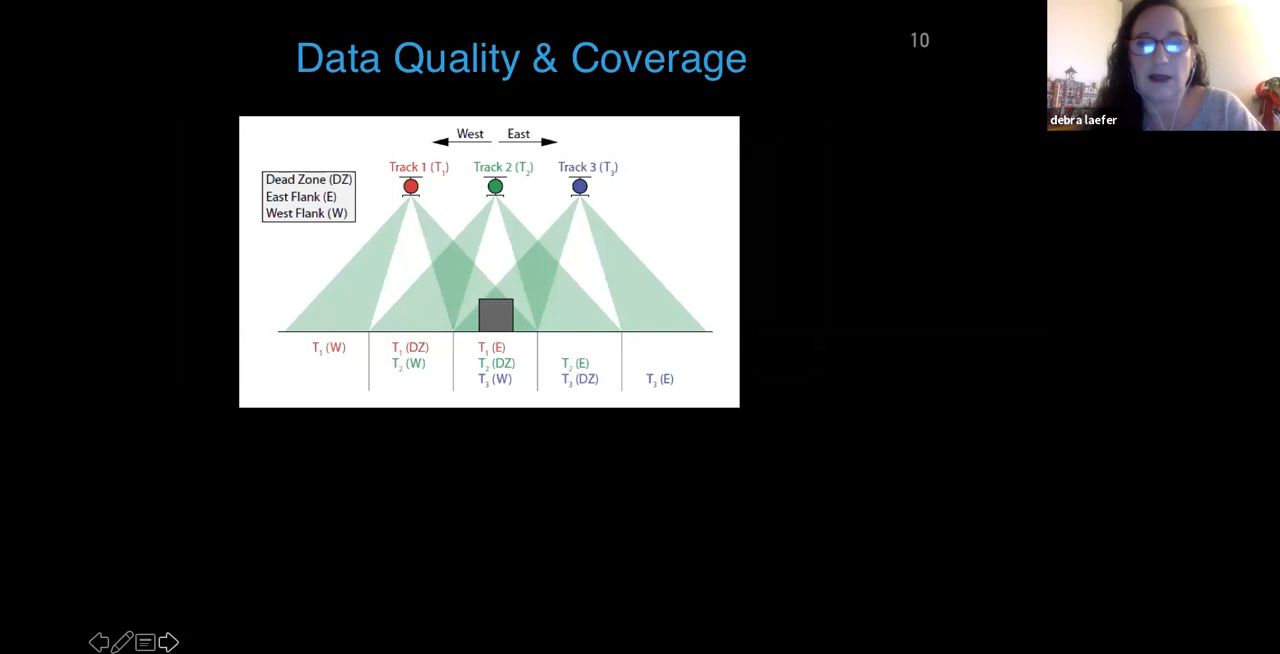 Data Quality & Coverage
10
debra laefer
West East
Track 1 (T₁) Track 2 (T₂) Track 3 (T₃)
Dead Zone (DZ)
East Flank (E)
West Flank (W)
T₁ (W) T₁ (DZ) T₁ (E)
T₂ (W) T₂ (DZ) T₂ (E)
T₃ (W) T₃ (DZ) T₃ (E)